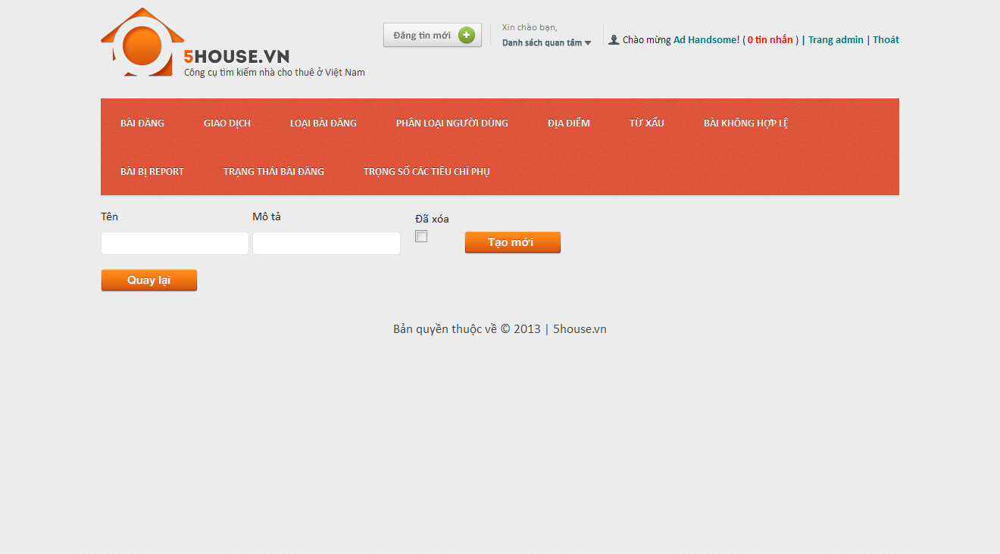 5HOUSE.VN
Công cụ tìm kiếm nhà cho thuê ở Việt Nam
Đăng tin mới
Xin chào bạn,
Danh sách quan tâm
Chào mừng Ad Handsome! ( 0 tin nhắn ) | Trang admin | Thoát
BÀI ĐĂNG GIAO DỊCH LOẠI BÀI ĐĂNG PHÂN LOẠI NGƯỜI DÙNG ĐỊA ĐIỂM TỪ XẤU BÀI KHÔNG HỢP LỆ
BÀI BỊ REPORT TRẠNG THÁI BÀI ĐĂNG TRỌNG SỐ CÁC TIÊU CHÍ PHỤ
Tên Mô tả Đã xóa
Tạo mới
Quay lại
Bản quyền thuộc về © 2013 | 5house.vn